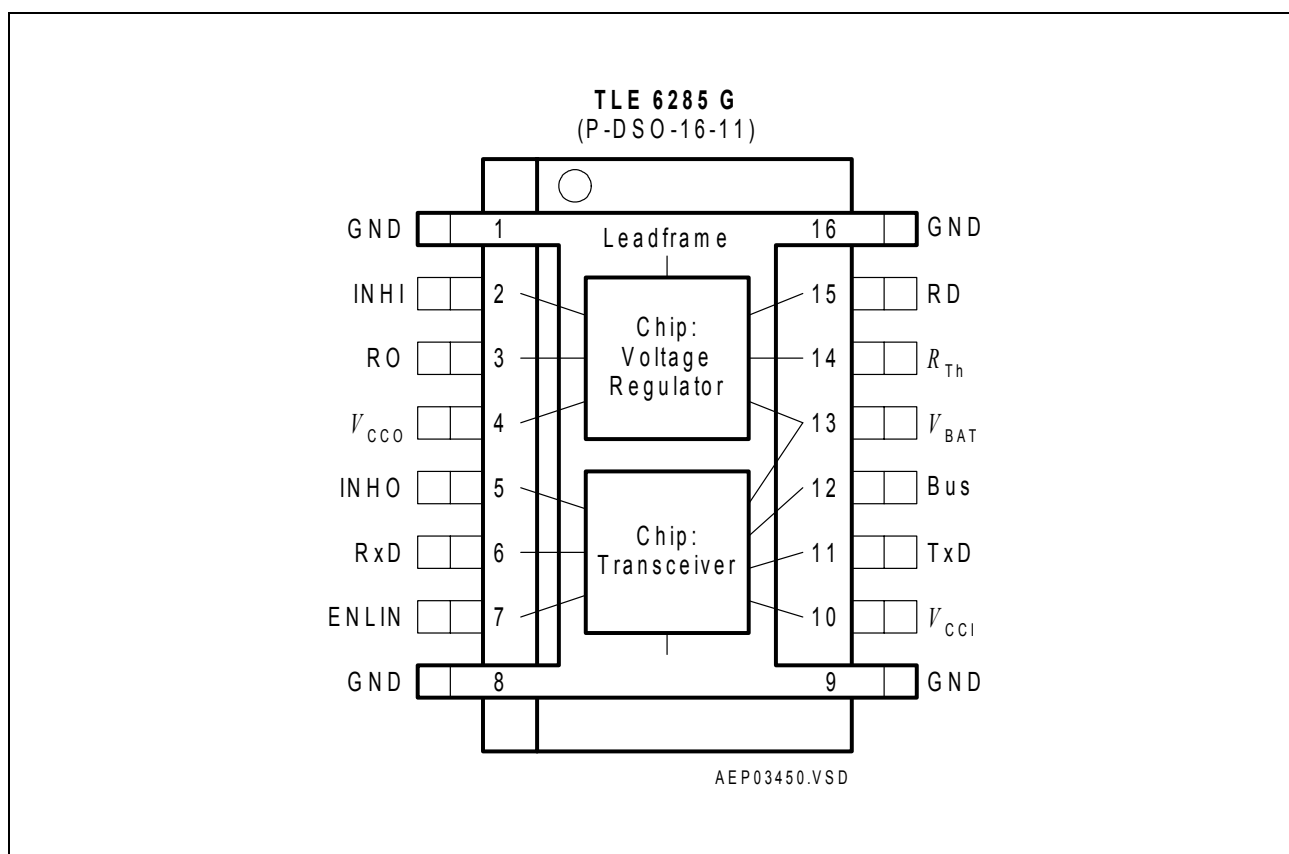 TLE 6285 G
(P-DSO-16-11)
GND 1 16 GND
Leadframe
INHI 2 15 RD
Chip:
Voltage
Regulator
RO 3 14 RTh
VCCO 4 13 VBAT
INHO 5 12 Bus
Chip:
Transceiver
RxD 6 11 TxD
ENLIN 7 10 VCCI
GND 8 9 GND
AEP03450.VSD